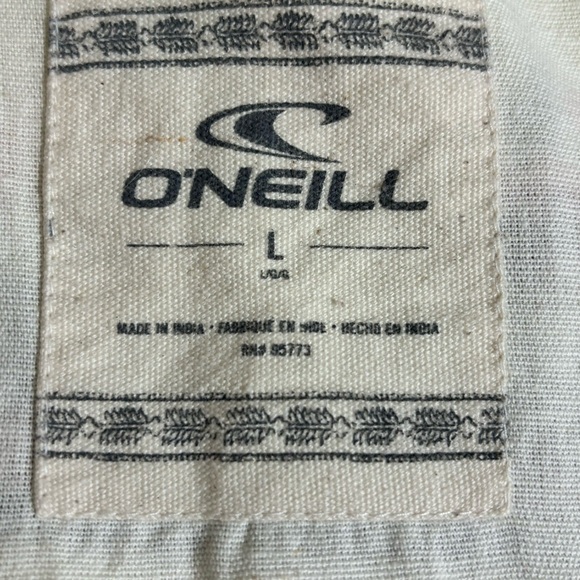 O'NEILL
L
L/G/G
MADE IN INDIA • FABRIQUÉ EN INDE • HECHO EN INDIA
RN# 95773